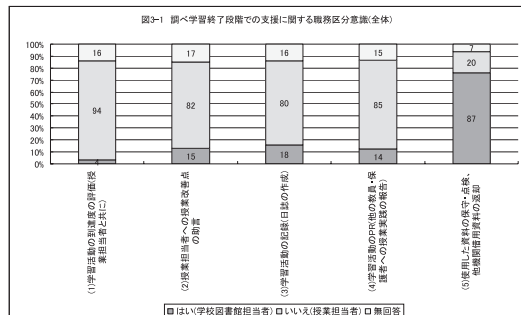 図3-1 調べ学習終了段階での支援に関する職務区分意識(全体)
100%
90%
80%
70%
60%
50%
40%
30%
20%
10%
0%
16
94
4
17
82
15
16
80
18
15
85
14
7
20
87
(1)学習活動の到達度の評価(授
業担当者と共に)
(2)授業担当者への授業改善点
の助言
(3)学習活動の記録(日誌の作成)
(4)学習活動のPR(他の教員・保
護者への授業実践の報告)
(5)使用した資料の保守・点検、
他機関借用資料の返却
はい(学校図書館担当者) いいえ(授業担当者) 無回答